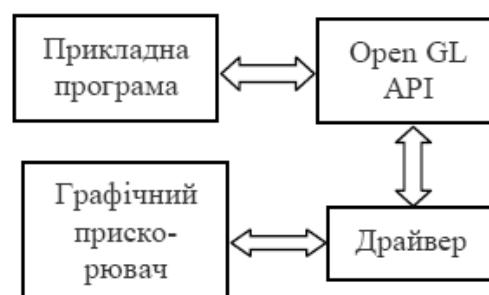 Прикладна
програма
Open GL
API
Графічний
приско-
рювач
Драйвер